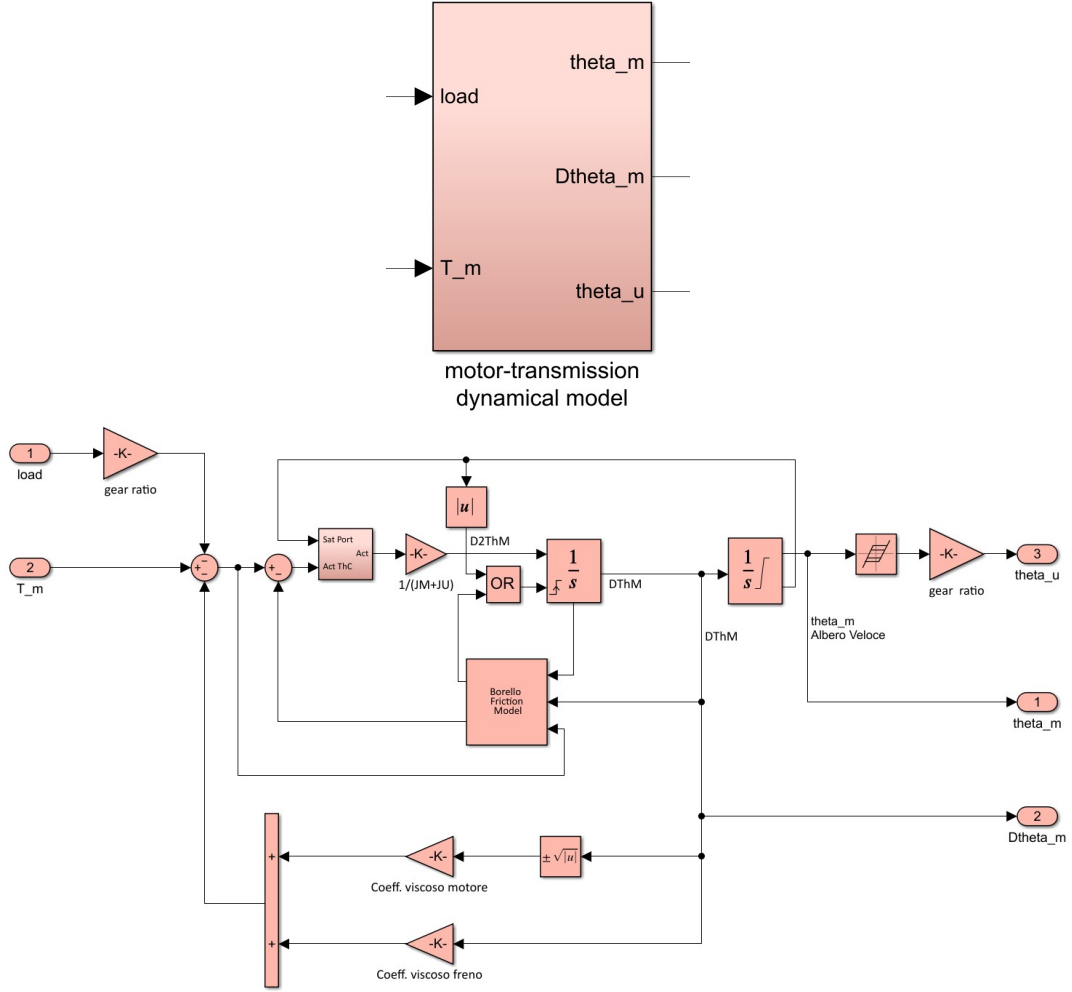 theta_m
load
Dtheta_m
T_m
theta_u
motor-transmission
dynamical model
1
load
-K-
gear ratio
|u|
D2ThM
Sat Port
Act
Act ThC
-K-
1/(JM+JU)
OR
1
s
DThM
1
s
DThM
-K-
gear ratio
3
theta_u
2
T_m
+
−
−
+
−
theta_m
Albero Veloce
Borello
Friction
Model
1
theta_m
2
Dtheta_m
+
-K-
± √|u|
Coeff. viscoso motore
+
-K-
Coeff. viscoso freno